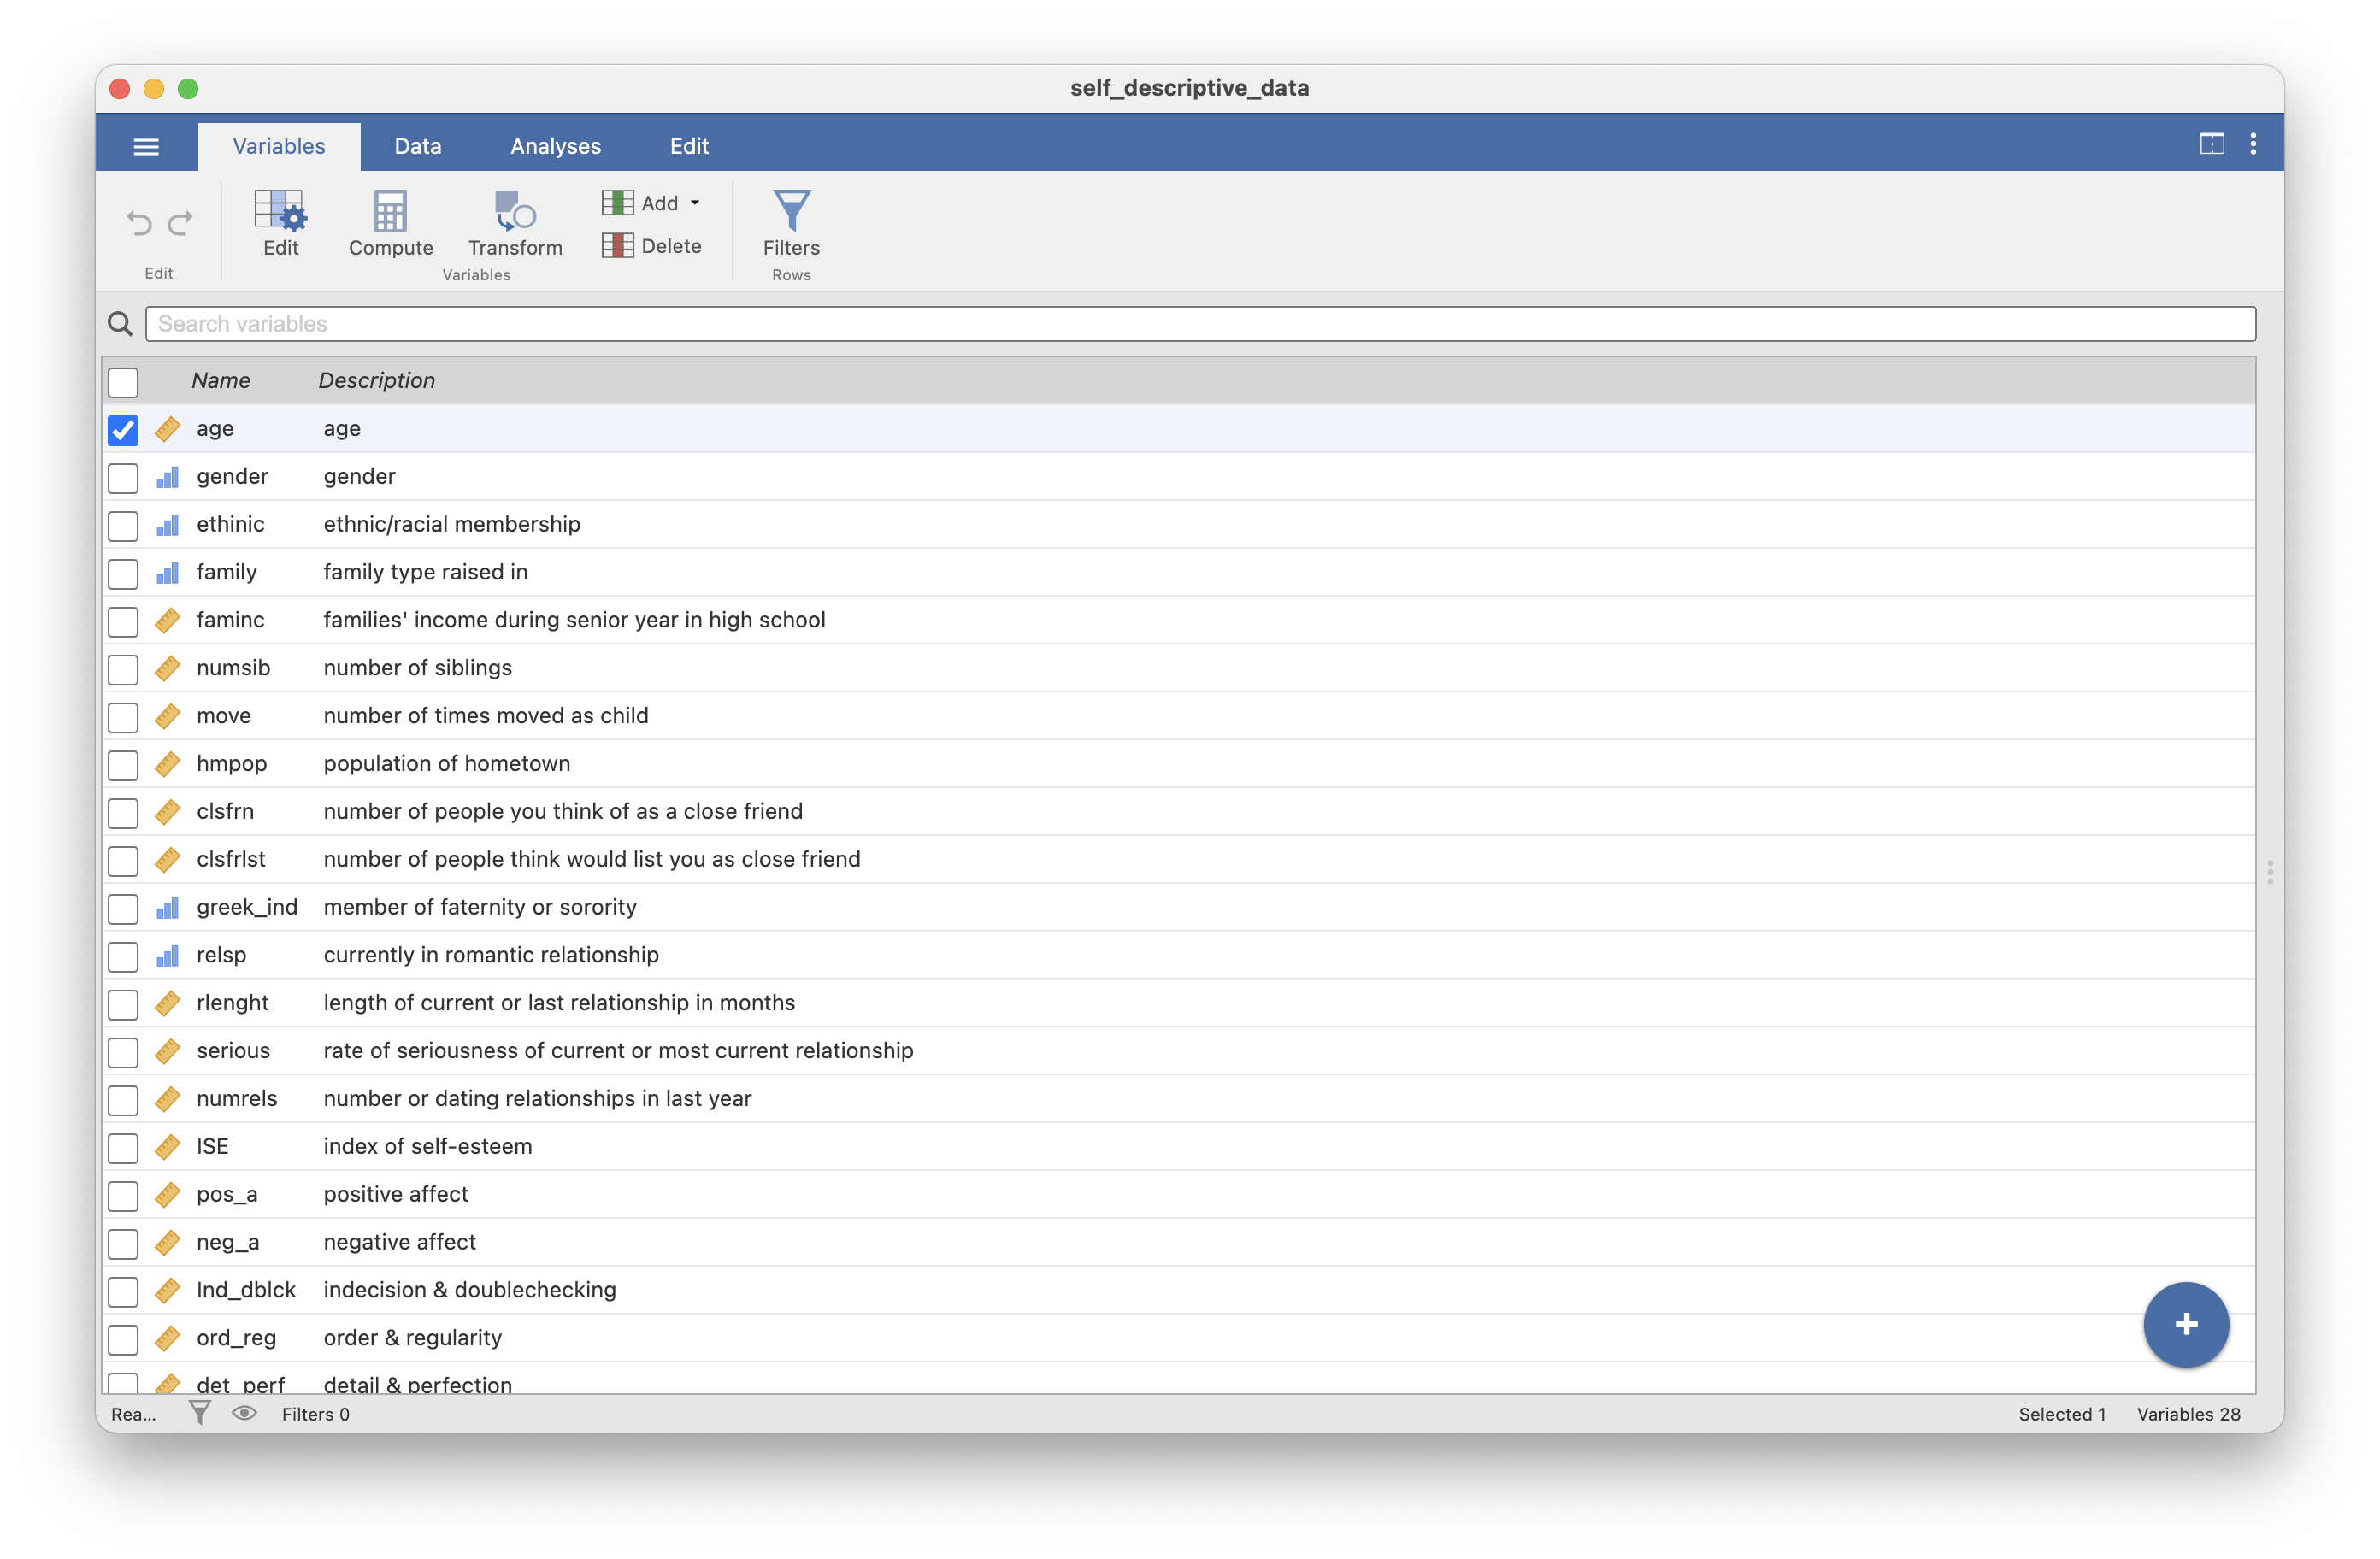 self_descriptive_data
Variables Data Analyses Edit
Edit Compute Transform Add Delete Filters
Edit Variables Rows
Search variables
Name Description
age age
gender gender
ethinic ethnic/racial membership
family family type raised in
faminc families' income during senior year in high school
numsib number of siblings
move number of times moved as child
hmpop population of hometown
clsfrn number of people you think of as a close friend
clsfrlst number of people think would list you as close friend
greek_ind member of faternity or sorority
relsp currently in romantic relationship
rlenght length of current or last relationship in months
serious rate of seriousness of current or most current relationship
numrels number or dating relationships in last year
ISE index of self-esteem
pos_a positive affect
neg_a negative affect
Ind_dblck indecision & doublechecking
ord_reg order & regularity
det_perf detail & perfection
Rea... Filters 0 Selected 1 Variables 28